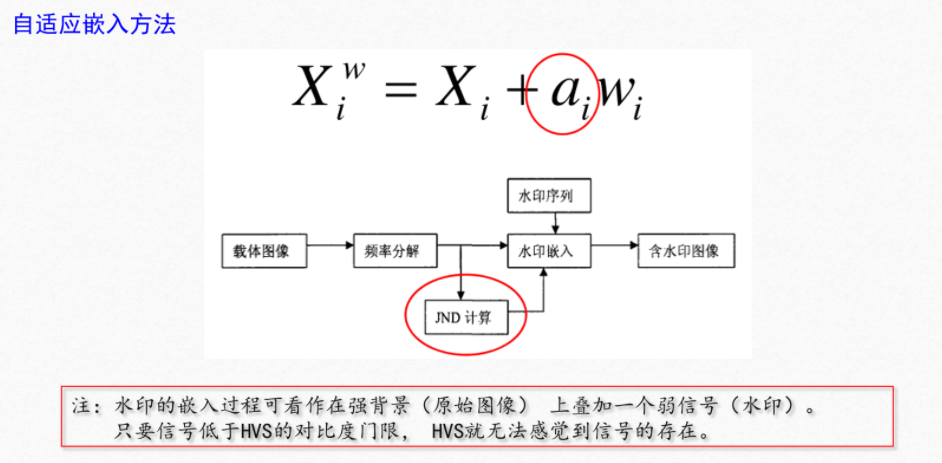 自适应嵌入方法
X_i^w = X_i + a_i w_i
水印序列
载体图像
频率分解
水印嵌入
含水印图像
JND 计算
注: 水印的嵌入过程可看作在强背景（原始图像） 上叠加一个弱信号（水印）。
只要信号低于HVS的对比度门限， HVS就无法感觉到信号的存在。